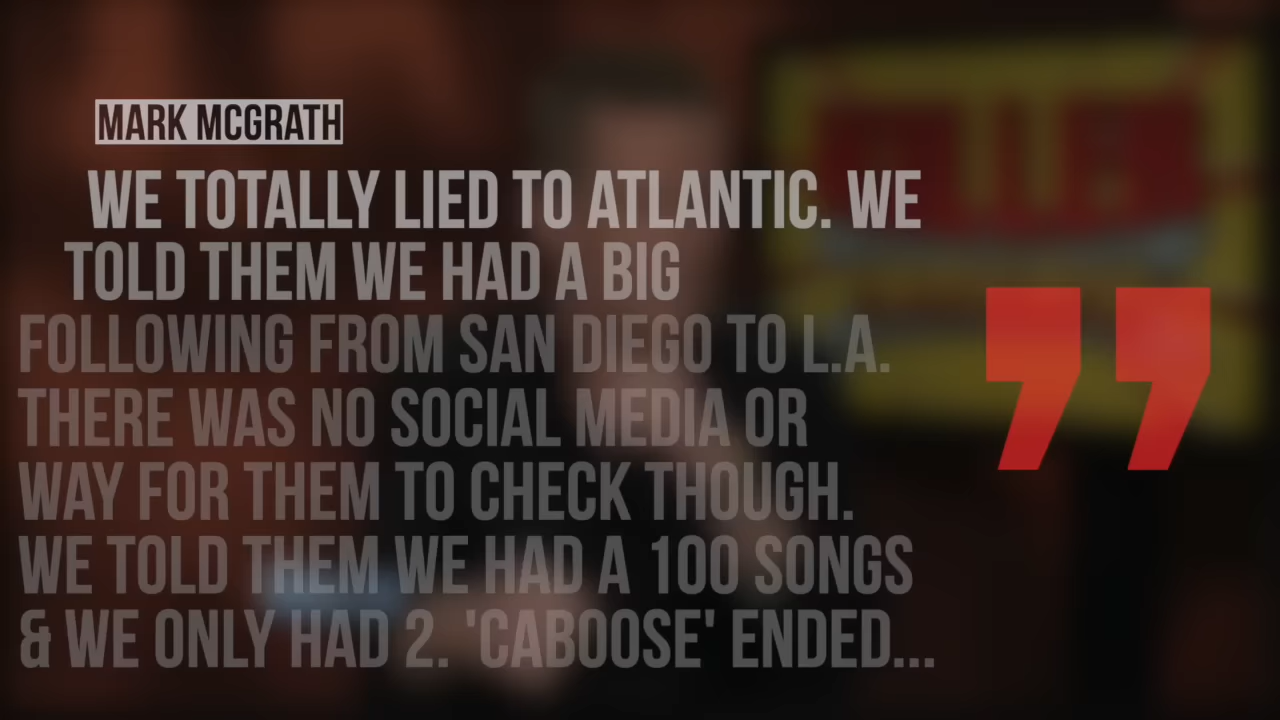 MARK MCGRATH
WE TOTALLY LIED TO ATLANTIC. WE
TOLD THEM WE HAD A BIG
FOLLOWING FROM SAN DIEGO TO L.A.
THERE WAS NO SOCIAL MEDIA OR
WAY FOR THEM TO CHECK THOUGH.
WE TOLD THEM WE HAD A 100 SONGS
& WE ONLY HAD 2. 'CABOOSE' ENDED...
”